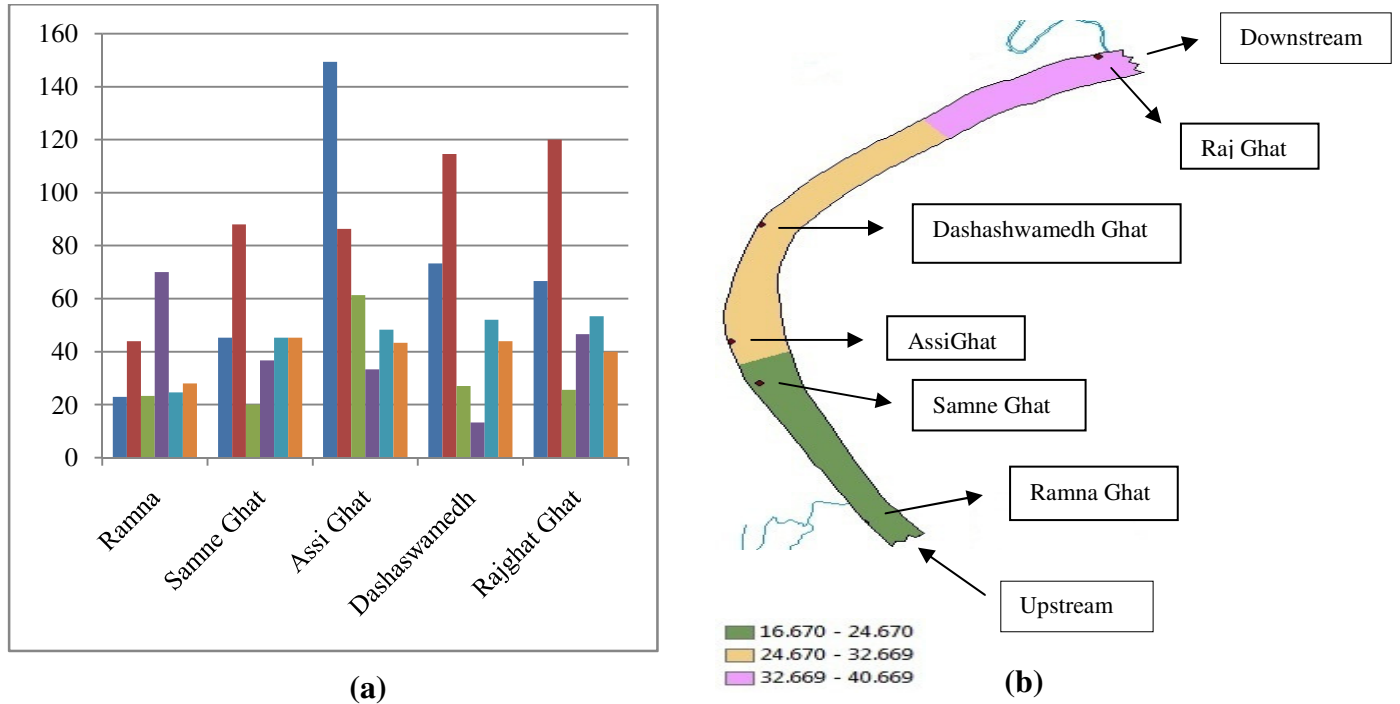 160
140
120
100
80
60
40
20
0
Ramna
Samne Ghat
Assi Ghat
Dashaswamedh
Rajghat Ghat
(a)
Downstream
Raj Ghat
Dashashwamedh Ghat
AssiGhat
Samne Ghat
Ramna Ghat
Upstream
16.670 - 24.670
24.670 - 32.669
32.669 - 40.669
(b)